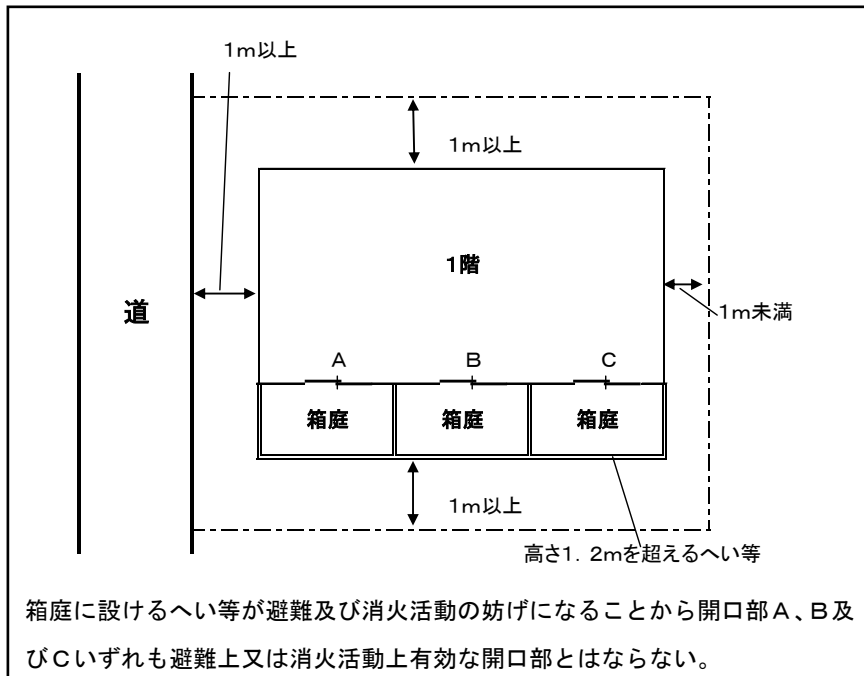 1m以上
1m以上
1階
道
1m未満
A B C
箱庭 箱庭 箱庭
1m以上
高さ1.2mを超えるへい等
箱庭に設けるへい等が避難及び消火活動の妨げになることから開口部A、B及
びCいずれも避難上又は消火活動上有効な開口部とはならない。